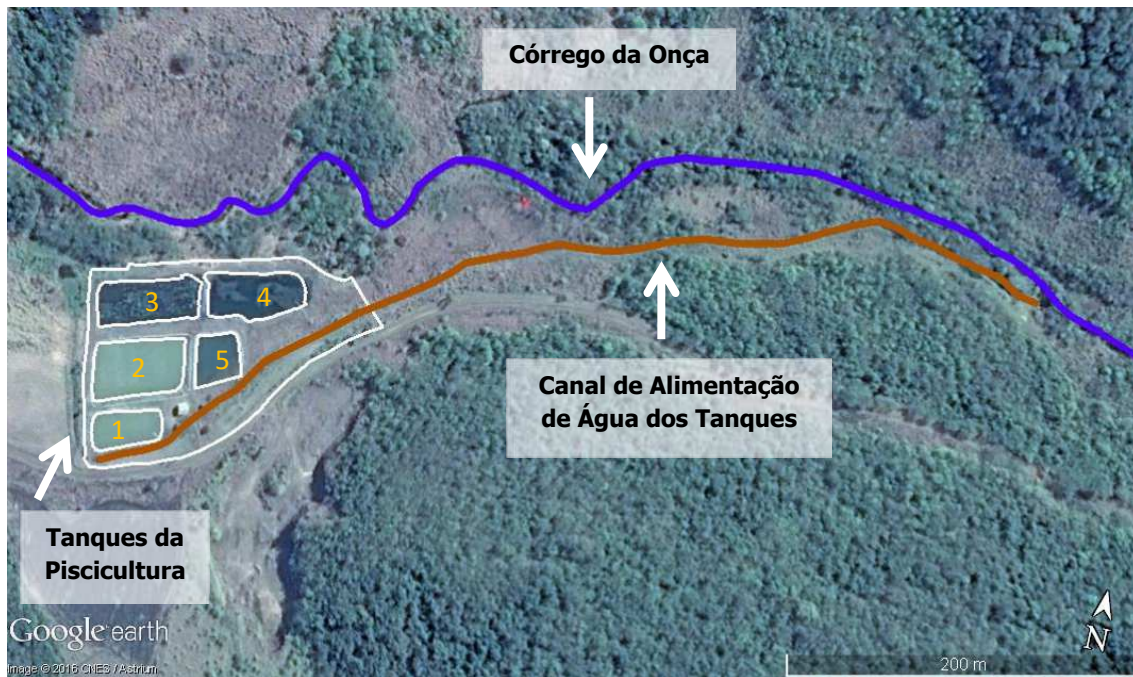 Córrego da Onça
3
4
2
5
1
Canal de Alimentação
de Água dos Tanques
Tanques da
Piscicultura
Google earth
Image © 2016 CNES / Astrium
N
200 m